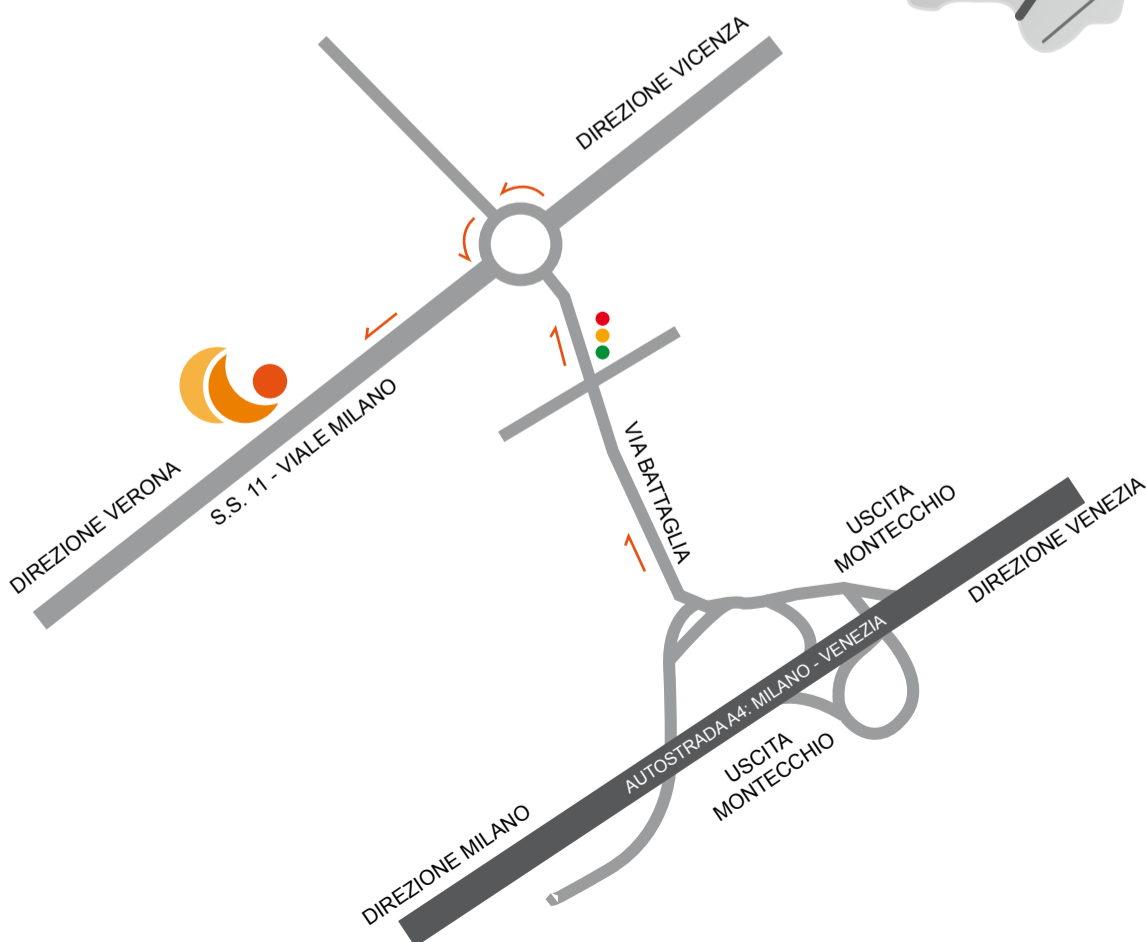 DIREZIONE VICENZA
DIREZIONE VERONA
S.S. 11 - VIALE MILANO
VIA BATTAGLIA
USCITA
MONTECCHIO
DIREZIONE VENEZIA
AUTOSTRADA A4: MILANO - VENEZIA
USCITA
MONTECCHIO
DIREZIONE MILANO